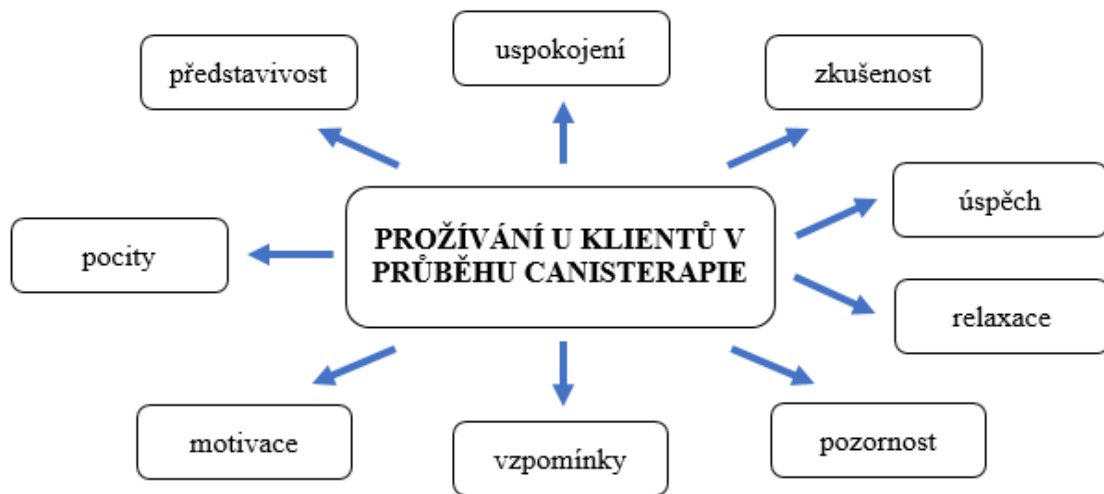 uspokojení
představivost
zkušenost
úspěch
PROŽÍVÁNÍ U KLIENTŮ V
PRŮBĚHU CANISTERAPIE
pocity
relaxace
motivace
vzpomínky
pozornost